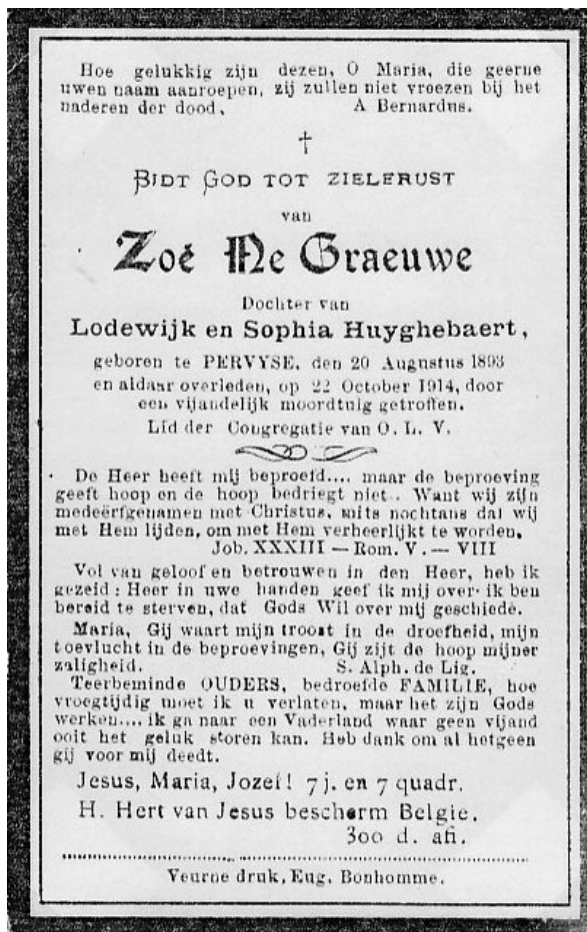 Hoe gelukkig zijn dezen, O Maria, die geerne
uwen naam aanroepen, zij zullen niet vreezen bij het
naderen der dood. A Bernardus.
BIDT GOD TOT ZIELERUST
van
Zoé De Graeuwe
Dochter van
Lodewijk en Sophia Huyghebaert,
geboren te PERVYSE, den 20 Augustus 1893
en aldaar overleden, op 22 October 1914, door
een vijandelijk moordtuig getroffen.
Lid der Congregatie van O. L. V.
De Heer heeft mij beproefd.... maar de beproeving
geeft hoop en de hoop bedriegt niet.. Want wij zijn
medeërfgenamen met Christus, mits nochtans dat wij
met Hem lijden, om met Hem verheerlijkt te worden.
Job. XXXIII — Rom. V. — VIII
Vol van geloof en betrouwen in den Heer, heb ik
gezeid : Heer in uwe handen geef ik mij over· ik ben
bereid te sterven, dat Gods Wil over mij geschiede.
Maria, Gij waart mijn troost in de droefheid, mijn
toevlucht in de beproevingen, Gij zijt de hoop mijner
zaligheid. S. Alph. de Lig.
Teerbeminde OUDERS, bedroefde FAMILIE, hoe
vroegtijdig moet ik u verlaten, maar het zijn Gods
werken.... ik ga naar een Vaderland waar geen vijand
ooit het geluk storen kan. Heb dank om al hetgeen
gij voor mij deedt.
Jesus, Maria, Jozef! 7 j. en 7 quadr.
H. Hert van Jesus bescherm Belgie.
300 d. afl.
Veurne druk, Eug. Bonhomme.